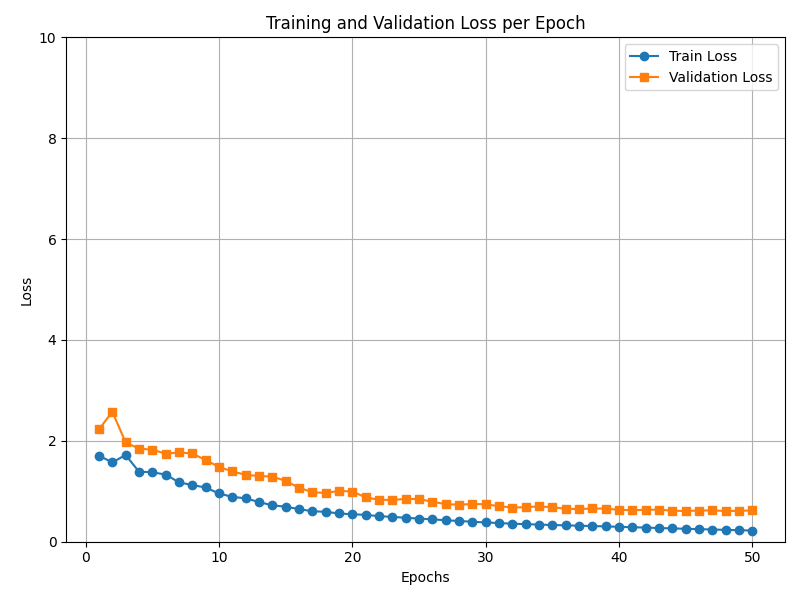 Training and Validation Loss per Epoch
10
8
6
4
2
0
Loss
Train Loss
Validation Loss
0 10 20 30 40 50
Epochs